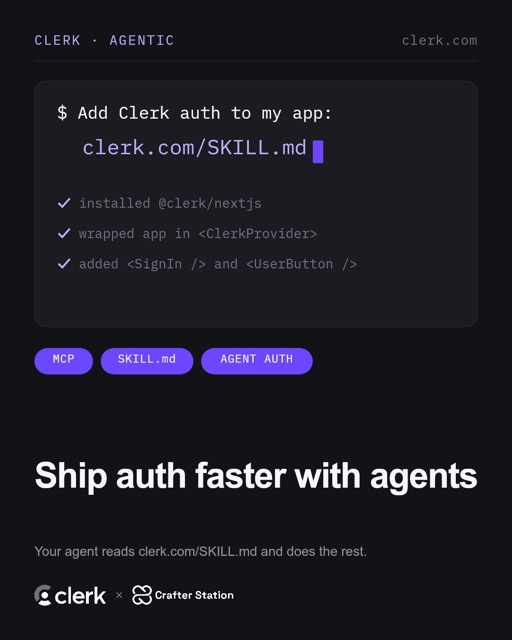 CLERK · AGENTIC
clerk.com
$ Add Clerk auth to my app:
clerk.com/SKILL.md
✓ installed @clerk/nextjs
✓ wrapped app in <ClerkProvider>
✓ added <SignIn /> and <UserButton />
MCP
SKILL.md
AGENT AUTH
Ship auth faster with agents
Your agent reads clerk.com/SKILL.md and does the rest.
clerk × Crafter Station